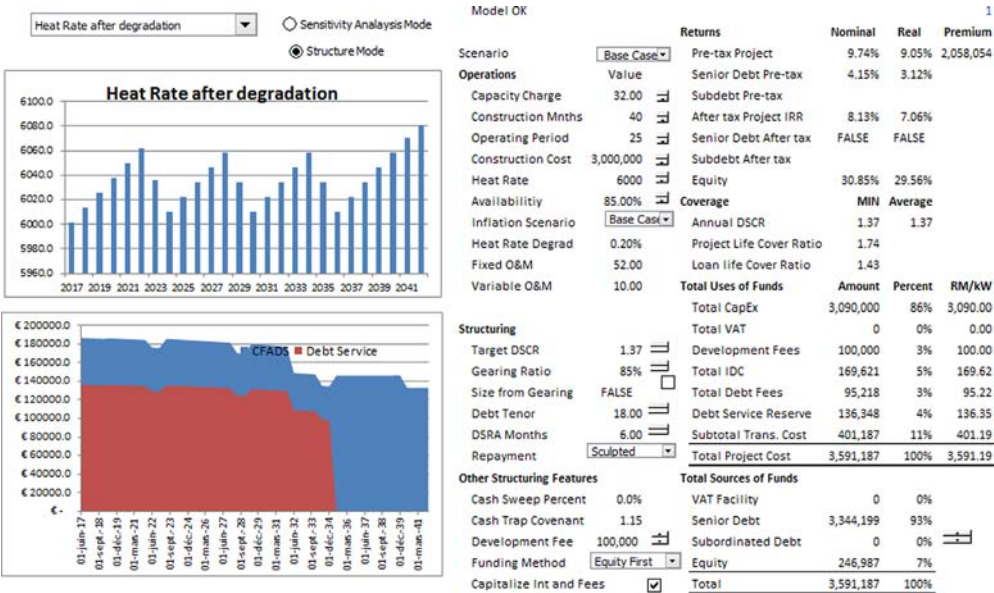 Heat Rate after degradation
Sensitivity Analaysis Mode
Structure Mode
Heat Rate after degradation
6100.0
6080.0
6060.0
6040.0
6020.0
6000.0
5980.0
5960.0
2017 2019 2021 2023 2025 2027 2029 2031 2033 2035 2037 2039 2041
€ 200000.0
€ 180000.0
€ 160000.0
€ 140000.0
€ 120000.0
€ 100000.0
€ 80000.0
€ 60000.0
€ 40000.0
€ 20000.0
€ -
CFADS Debt Service
01-juin-17
01-sept.-18
01-déc.-19
01-mars-21
01-juin-22
01-sept.-23
01-déc.-24
01-mars-26
01-juin-27
01-sept.-28
01-déc.-29
01-mars-31
01-juin-32
01-sept.-33
01-déc.-34
01-mars-36
01-juin-37
01-sept.-38
01-déc.-39
01-mars-41
Model OK
Scenario Base Case
Operations Value
Capacity Charge 32.00
Construction Mnths 40
Operating Period 25
Construction Cost 3,000,000
Heat Rate 6000
Availabilitiy 85.00%
Inflation Scenario Base Case
Heat Rate Degrad 0.20%
Fixed O&M 52.00
Variable O&M 10.00
Structuring
Target DSCR 1.37
Gearing Ratio 85%
Size from Gearing FALSE
Debt Tenor 18.00
DSRA Months 6.00
Repayment Sculpted
Other Structuring Features
Cash Sweep Percent 0.0%
Cash Trap Covenant 1.15
Development Fee 100,000
Funding Method Equity First
Capitalize Int and Fees
1
Returns Nominal Real Premium
Pre-tax Project 9.74% 9.05% 2,058,054
Senior Debt Pre-tax 4.15% 3.12%
Subdebt Pre-tax
After tax Project IRR 8.13% 7.06%
Senior Debt After tax FALSE FALSE
Subdebt After tax
Equity 30.85% 29.56%
Coverage MIN Average
Annual DSCR 1.37 1.37
Project Life Cover Ratio 1.74
Loan life Cover Ratio 1.43
Total Uses of Funds Amount Percent RM/kW
Total CapEx 3,090,000 86% 3,090.00
Total VAT 0 0% 0.00
Development Fees 100,000 3% 100.00
Total IDC 169,621 5% 169.62
Total Debt Fees 95,218 3% 95.22
Debt Service Reserve 136,348 4% 136.35
Subtotal Trans. Cost 401,187 11% 401.19
Total Project Cost 3,591,187 100% 3,591.19
Total Sources of Funds
VAT Facility 0 0%
Senior Debt 3,344,199 93%
Subordinated Debt 0 0%
Equity 246,987 7%
Total 3,591,187 100%